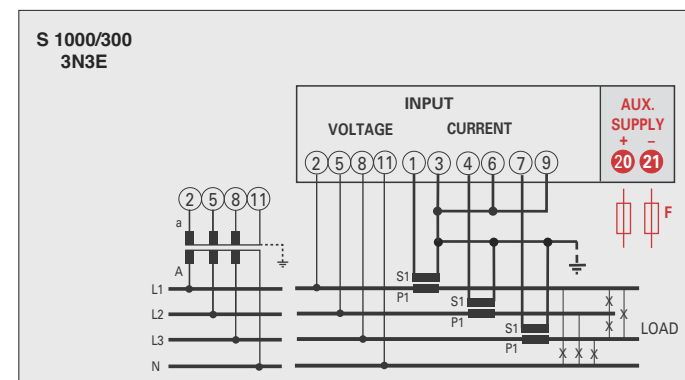 S 1000/300
3N3E
INPUT
VOLTAGE CURRENT
AUX.
SUPPLY
+ –
2 5 8 11 1 3 4 6 7 9 20 21
2 5 8 11
F
a
A
S1
P1
S1
P1
S1
P1
L1
L2
L3
N
X
X
X X X
LOAD